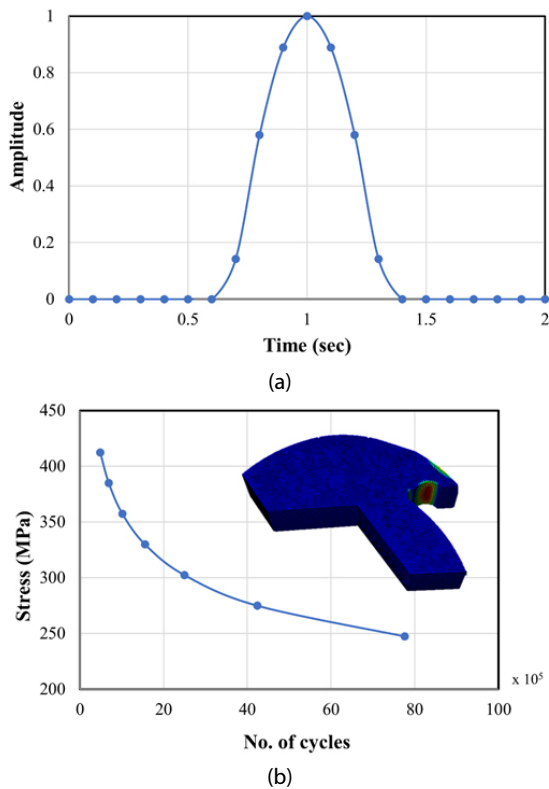 1
0.8
0.6
0.4
0.2
0
Amplitude
0 0.5 1 1.5 2
Time (sec)
(a)
450
400
350
300
250
200
Stress (MPa)
0 20 40 60 80 100
x 10⁵
No. of cycles
(b)